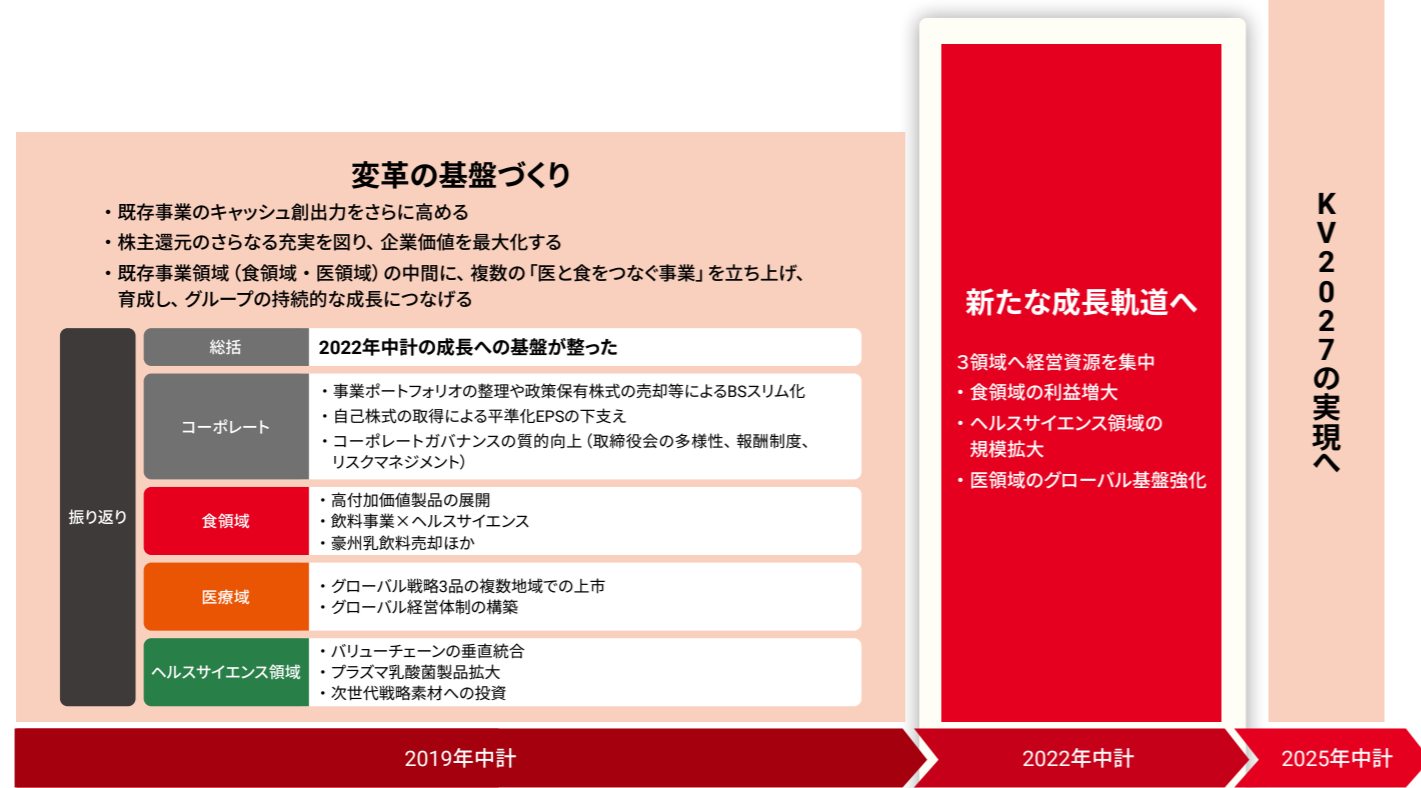 変革の基盤づくり
・既存事業のキャッシュ創出力をさらに高める
・株主還元のさらなる充実を図り、企業価値を最大化する
・既存事業領域（食領域・医領域）の中間に、複数の「医と食をつなぐ事業」を立ち上げ、
育成し、グループの持続的な成長につなげる
振り返り
総括
2022年中計の成長への基盤が整った
コーポレート
・事業ポートフォリオの整理や政策保有株式の売却等によるBSスリム化
・自己株式の取得による平準化EPSの下支え
・コーポレートガバナンスの質的向上（取締役会の多様性、報酬制度、
リスクマネジメント）
食領域
・高付加価値製品の展開
・飲料事業×ヘルスサイエンス
・豪州乳飲料売却ほか
医療域
・グローバル戦略3品の複数地域での上市
・グローバル経営体制の構築
ヘルスサイエンス領域
・バリューチェーンの垂直統合
・プラズマ乳酸菌製品拡大
・次世代戦略素材への投資
新たな成長軌道へ
3領域へ経営資源を集中
・食領域の利益増大
・ヘルスサイエンス領域の
規模拡大
・医領域のグローバル基盤強化
KV2027の実現へ
2019年中計
2022年中計
2025年中計